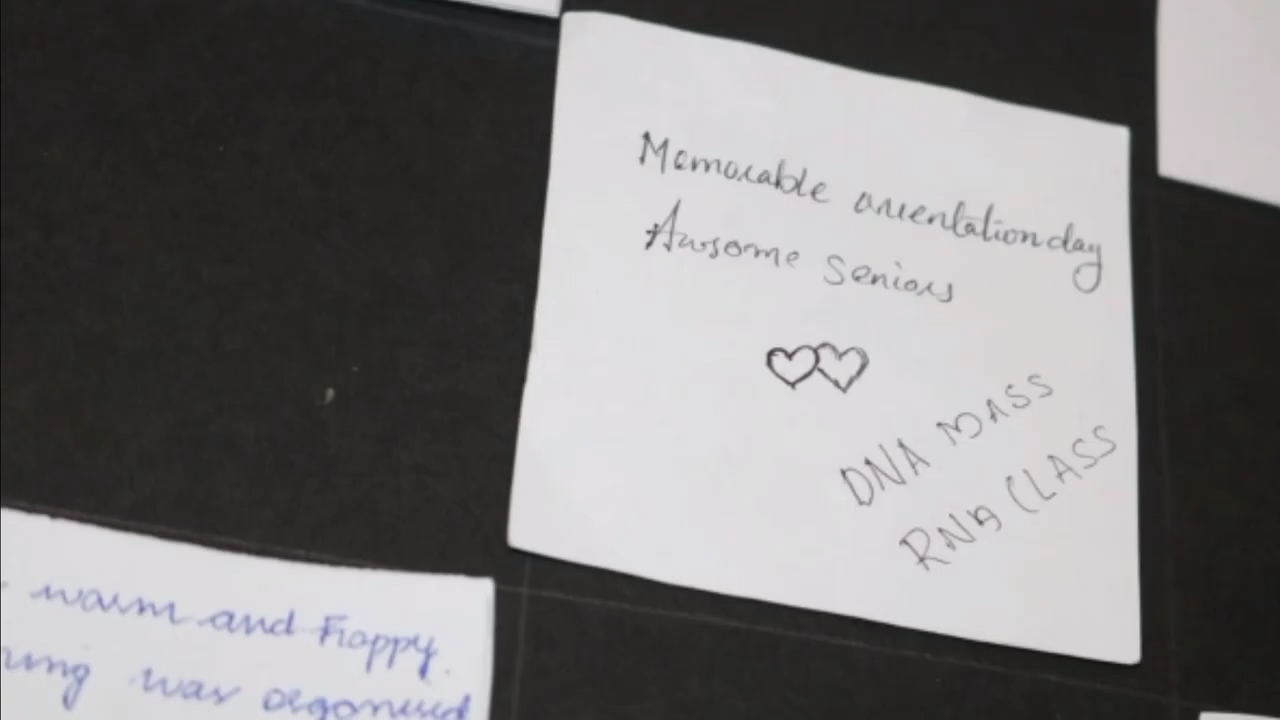 Memorable orientation day
Awsome Seniors
DNA MASS
RNA CLASS
warm and Happy.
was organised